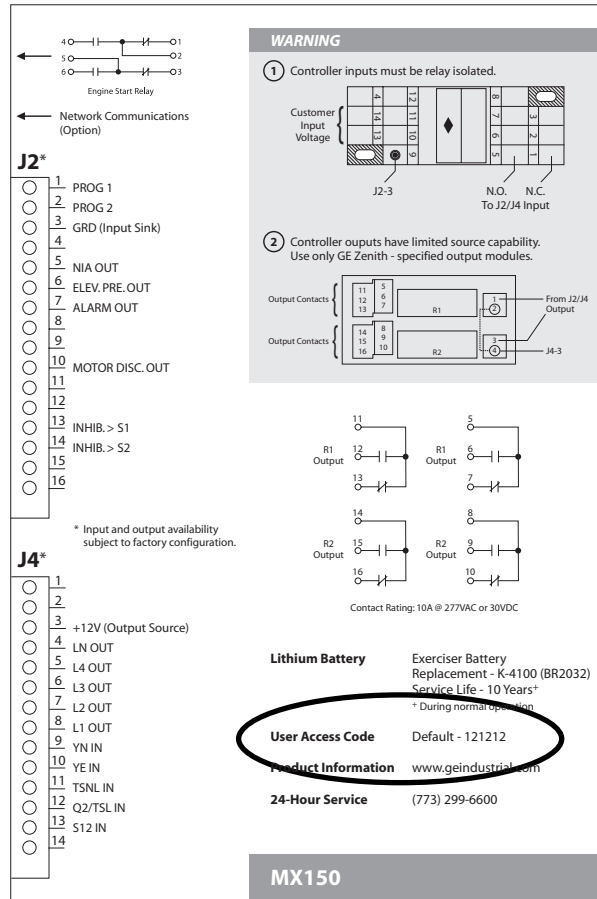 4 1
5 2
6 3
Engine Start Relay
Network Communications
(Option)
J2*
1 PROG 1
2 PROG 2
3 GRD (Input Sink)
4
5 NIA OUT
6 ELEV. PRE. OUT
7 ALARM OUT
8
9
10 MOTOR DISC. OUT
11
12
13 INHIB. > S1
14 INHIB. > S2
15
16
* Input and output availability
subject to factory configuration.
J4*
1
2
3 +12V (Output Source)
4 LN OUT
5 L4 OUT
6 L3 OUT
7 L2 OUT
8 L1 OUT
9 YN IN
10 YE IN
11 TSNL IN
12 Q2/TSL IN
13 S12 IN
14
WARNING
1 Controller inputs must be relay isolated.
Customer
Input
Voltage
4 12 8
14 11 7 3
13 10 6 2
9 5 1
J2-3
N.O. N.C.
To J2/J4 Input
2 Controller ouputs have limited source capability.
Use only GE Zenith - specified output modules.
Output Contacts
11 5
12 6
13 7
R1
1
2
From J2/J4
Output
Output Contacts
14 8
15 9
16 10
R2
3
4
J4-3
11 5
R1
Output
12
R1
Output
6
13 7
14 8
R2
Output
15
R2
Output
9
16 10
Contact Rating: 10A @ 277VAC or 30VDC
Lithium Battery Exerciser Battery
Replacement - K-4100 (BR2032)
Service Life - 10 Years+
+ During normal operation
User Access Code Default - 121212
Product Information www.geindustrial.com
24-Hour Service (773) 299-6600
MX150